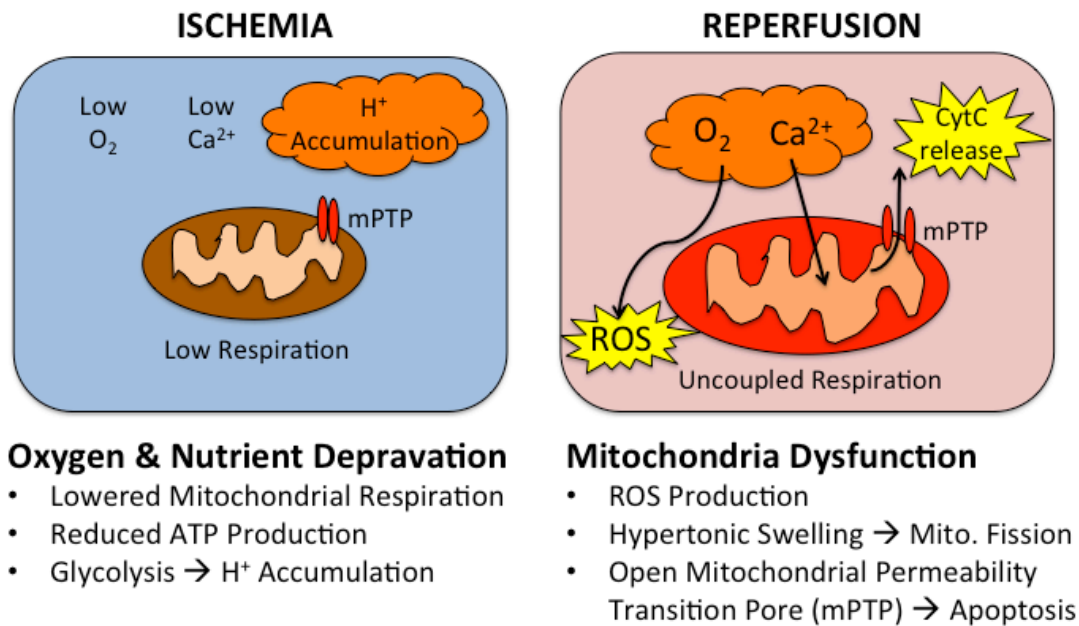 ISCHEMIA
Low
O₂
Low
Ca²⁺
H⁺
Accumulation
mPTP
Low Respiration
Oxygen & Nutrient Depravation
• Lowered Mitochondrial Respiration
• Reduced ATP Production
• Glycolysis → H⁺ Accumulation
REPERFUSION
O₂ Ca²⁺
CytC
release
mPTP
ROS
Uncoupled Respiration
Mitochondria Dysfunction
• ROS Production
• Hypertonic Swelling → Mito. Fission
• Open Mitochondrial Permeability
Transition Pore (mPTP) → Apoptosis